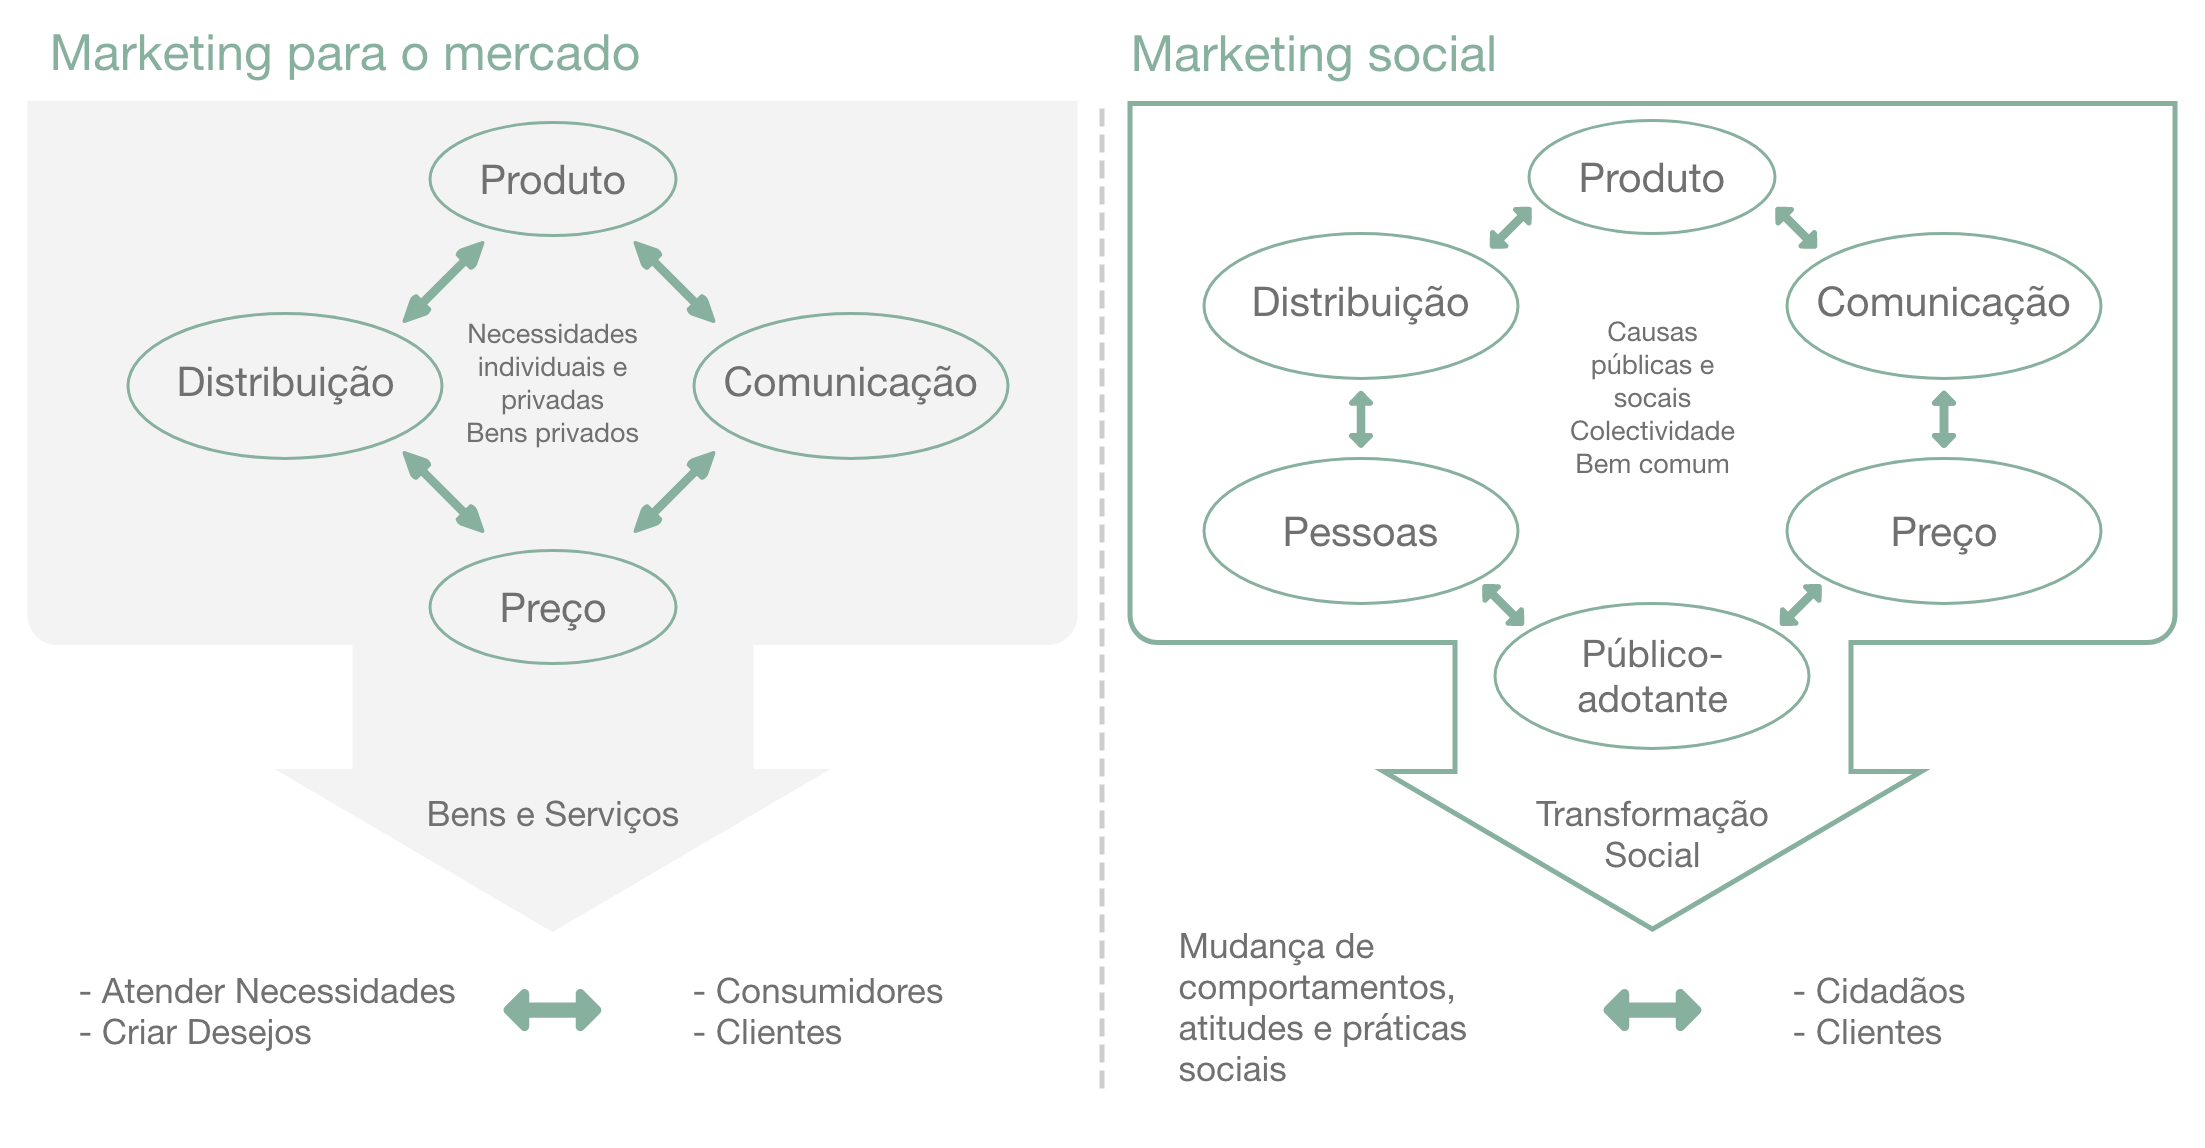 Marketing para o mercado
Produto
Distribuição
Necessidades
individuais e
privadas
Bens privados
Comunicação
Preço
Bens e Serviços
- Atender Necessidades
- Criar Desejos
- Consumidores
- Clientes
Marketing social
Produto
Distribuição
Comunicação
Causas
públicas e
socais
Colectividade
Bem comum
Pessoas
Preço
Público-
adotante
Transformação
Social
Mudança de
comportamentos,
atitudes e práticas
sociais
- Cidadãos
- Clientes